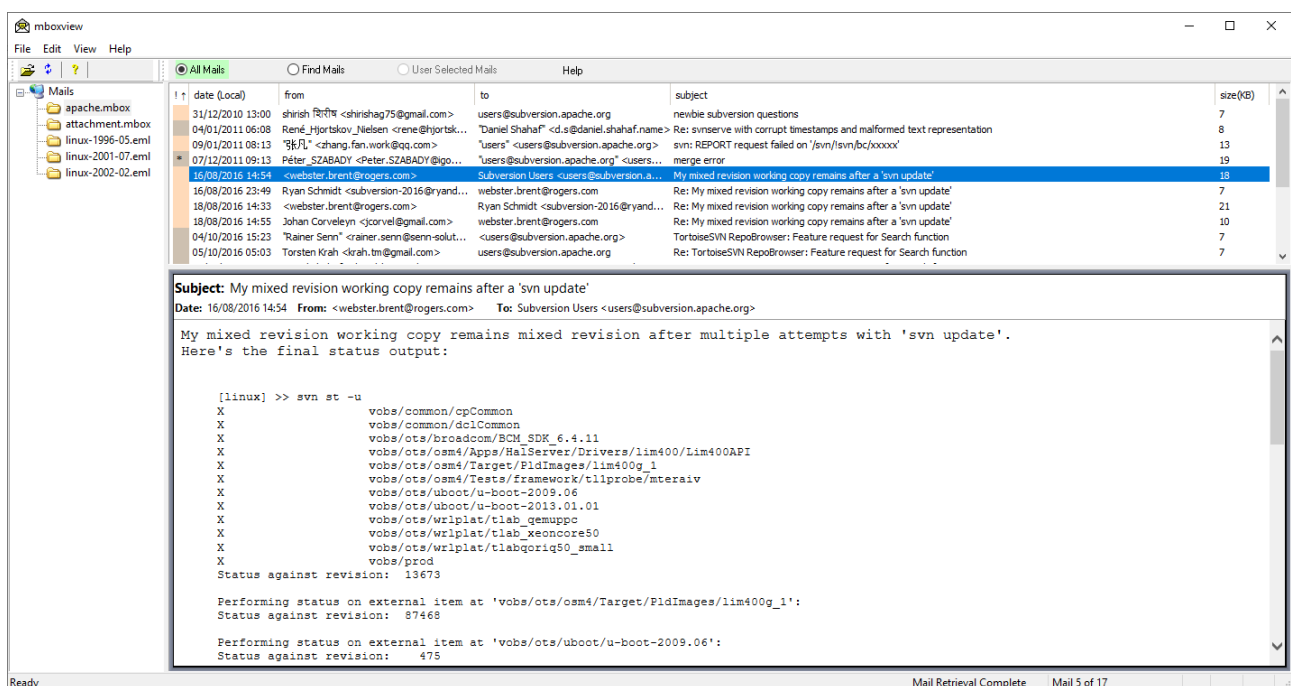 mboxview
File Edit View Help
All Mails Find Mails User Selected Mails Help
Mails
apache.mbox
attachment.mbox
linux-1996-05.eml
linux-2001-07.eml
linux-2002-02.eml
! ↑ date (Local) from to subject size(KB)
31/12/2010 13:00 shirish शिरीष <shirishag75@gmail.com> users@subversion.apache.org newbie subversion questions 7
04/01/2011 06:08 René_Hjortskov_Nielsen <rene@hjortsk... "Daniel Shahaf" <d.s@daniel.shahaf.name> Re: svnserve with corrupt timestamps and malformed text representation 8
09/01/2011 08:13 "张凡" <zhang.fan.work@qq.com> "users" <users@subversion.apache.org> svn: REPORT request failed on '/svn/!svn/bc/xxxxx' 13
* 07/12/2011 09:13 Péter_SZABADY <Peter.SZABADY@igo... "users@subversion.apache.org" <users... merge error 19
16/08/2016 14:54 <webster.brent@rogers.com> Subversion Users <users@subversion.a... My mixed revision working copy remains after a 'svn update' 18
16/08/2016 23:49 Ryan Schmidt <subversion-2016@ryand... webster.brent@rogers.com Re: My mixed revision working copy remains after a 'svn update' 7
18/08/2016 14:33 <webster.brent@rogers.com> Ryan Schmidt <subversion-2016@ryand... Re: My mixed revision working copy remains after a 'svn update' 21
18/08/2016 14:55 Johan Corveleyn <jcorvel@gmail.com> webster.brent@rogers.com Re: My mixed revision working copy remains after a 'svn update' 10
04/10/2016 15:23 "Rainer Senn" <rainer.senn@senn-solut... <users@subversion.apache.org> TortoiseSVN RepoBrowser: Feature request for Search function 7
05/10/2016 05:03 Torsten Krah <krah.tm@gmail.com> users@subversion.apache.org Re: TortoiseSVN RepoBrowser: Feature request for Search function 7
Subject: My mixed revision working copy remains after a 'svn update'
Date: 16/08/2016 14:54 From: <webster.brent@rogers.com> To: Subversion Users <users@subversion.apache.org>
My mixed revision working copy remains mixed revision after multiple attempts with 'svn update'.
Here's the final status output:
[linux] >> svn st -u
X vobs/common/cpCommon
X vobs/common/dclCommon
X vobs/ots/broadcom/BCM_SDK_6.4.11
X vobs/ots/osm4/Apps/HalServer/Drivers/lim400/Lim400API
X vobs/ots/osm4/Target/PldImages/lim400g_1
X vobs/ots/osm4/Tests/framework/tl1probe/mteraiv
X vobs/ots/uboot/u-boot-2009.06
X vobs/ots/uboot/u-boot-2013.01.01
X vobs/ots/wrlplat/tlab_qemuppc
X vobs/ots/wrlplat/tlab_xeoncore50
X vobs/ots/wrlplat/tlabqoriq50_small
X vobs/prod
Status against revision: 13673
Performing status on external item at 'vobs/ots/osm4/Target/PldImages/lim400g_1':
Status against revision: 87468
Performing status on external item at 'vobs/ots/uboot/u-boot-2009.06':
Status against revision: 475
Ready Mail Retrieval Complete Mail 5 of 17